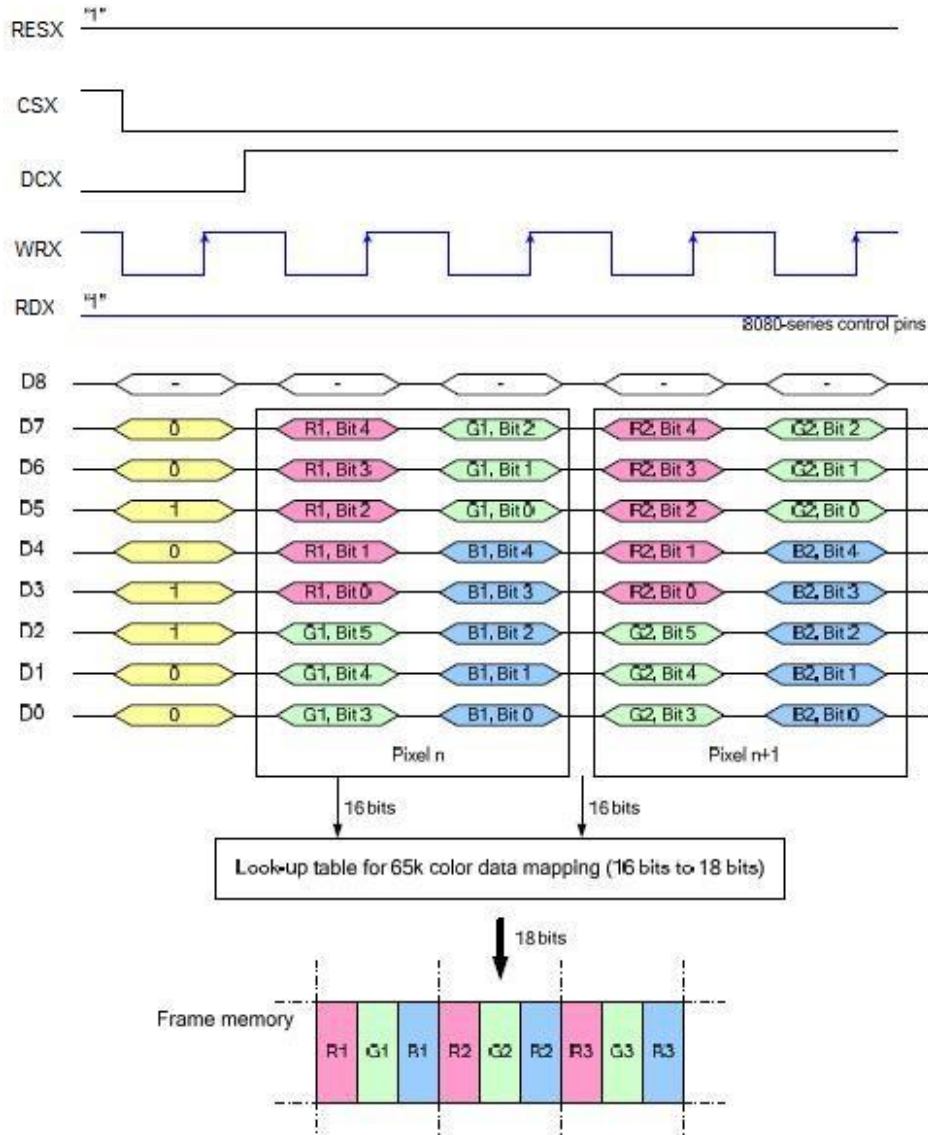 RESX "1"
CSX
DCX
WRX
RDX "1"
8080-series control pins
D8 - - - - -
D7 0 R1, Bit 4 G1, Bit 2 R2, Bit 4 G2, Bit 2
D6 0 R1, Bit 3 G1, Bit 1 R2, Bit 3 G2, Bit 1
D5 1 R1, Bit 2 G1, Bit 0 R2, Bit 2 G2, Bit 0
D4 0 R1, Bit 1 B1, Bit 4 R2, Bit 1 B2, Bit 4
D3 1 R1, Bit 0 B1, Bit 3 R2, Bit 0 B2, Bit 3
D2 1 G1, Bit 5 B1, Bit 2 G2, Bit 5 B2, Bit 2
D1 0 G1, Bit 4 B1, Bit 1 G2, Bit 4 B2, Bit 1
D0 0 G1, Bit 3 B1, Bit 0 G2, Bit 3 B2, Bit 0
Pixel n Pixel n+1
16 bits 16 bits
Look-up table for 65k color data mapping (16 bits to 18 bits)
18 bits
Frame memory
R1 G1 B1 R2 G2 B2 R3 G3 B3